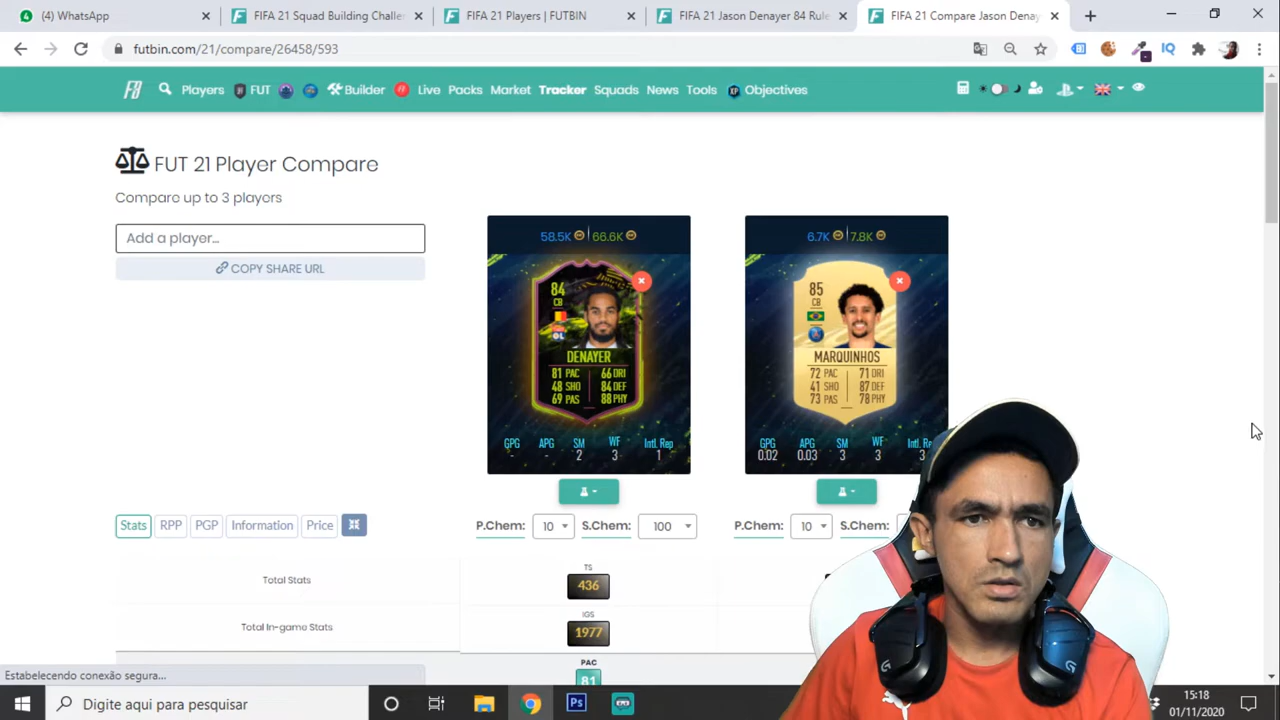 (4) WhatsApp
FIFA 21 Squad Building Challen
FIFA 21 Players | FUTBIN
FIFA 21 Jason Denayer 84 Rule
FIFA 21 Compare Jason Denay
futbin.com/21/compare/26458/593
Players FUT Builder Live Packs Market Tracker Squads News Tools Objectives
FUT 21 Player Compare
Compare up to 3 players
Add a player...
COPY SHARE URL
58.5K 66.6K
84
CB
DENAYER
81 PAC 66 DRI
48 SHO 84 DEF
69 PAS 88 PHY
GPG APG SM WF Intl. Rep
- - 2 3 1
6.7K 7.8K
85
CB
MARQUINHOS
72 PAC 71 DRI
41 SHO 87 DEF
73 PAS 78 PHY
GPG APG SM WF Intl. Re
0.02 0.03 3 3 3
Stats RPP PGP Information Price
P.Chem: 10 S.Chem: 100
P.Chem: 10 S.Chem:
Total Stats
TS
436
Total In-game Stats
IGS
1977
PAC
81
Estabelecendo conexão segura...
Digite aqui para pesquisar
Ps
15:18
01/11/2020